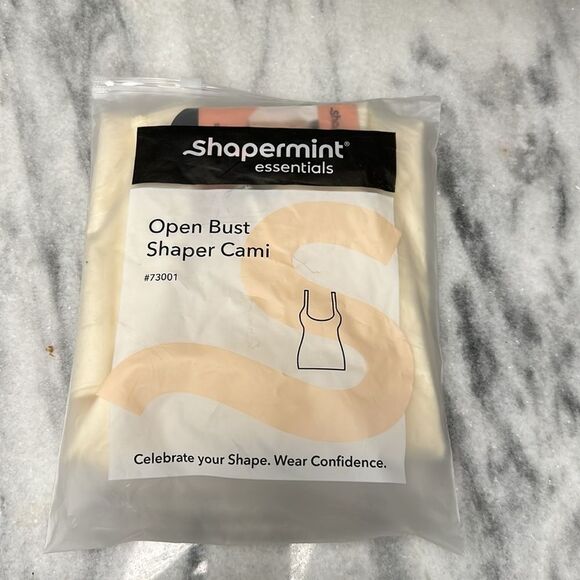 shapermint®
essentials
Open Bust
Shaper Cami
#73001
Celebrate your Shape. Wear Confidence.